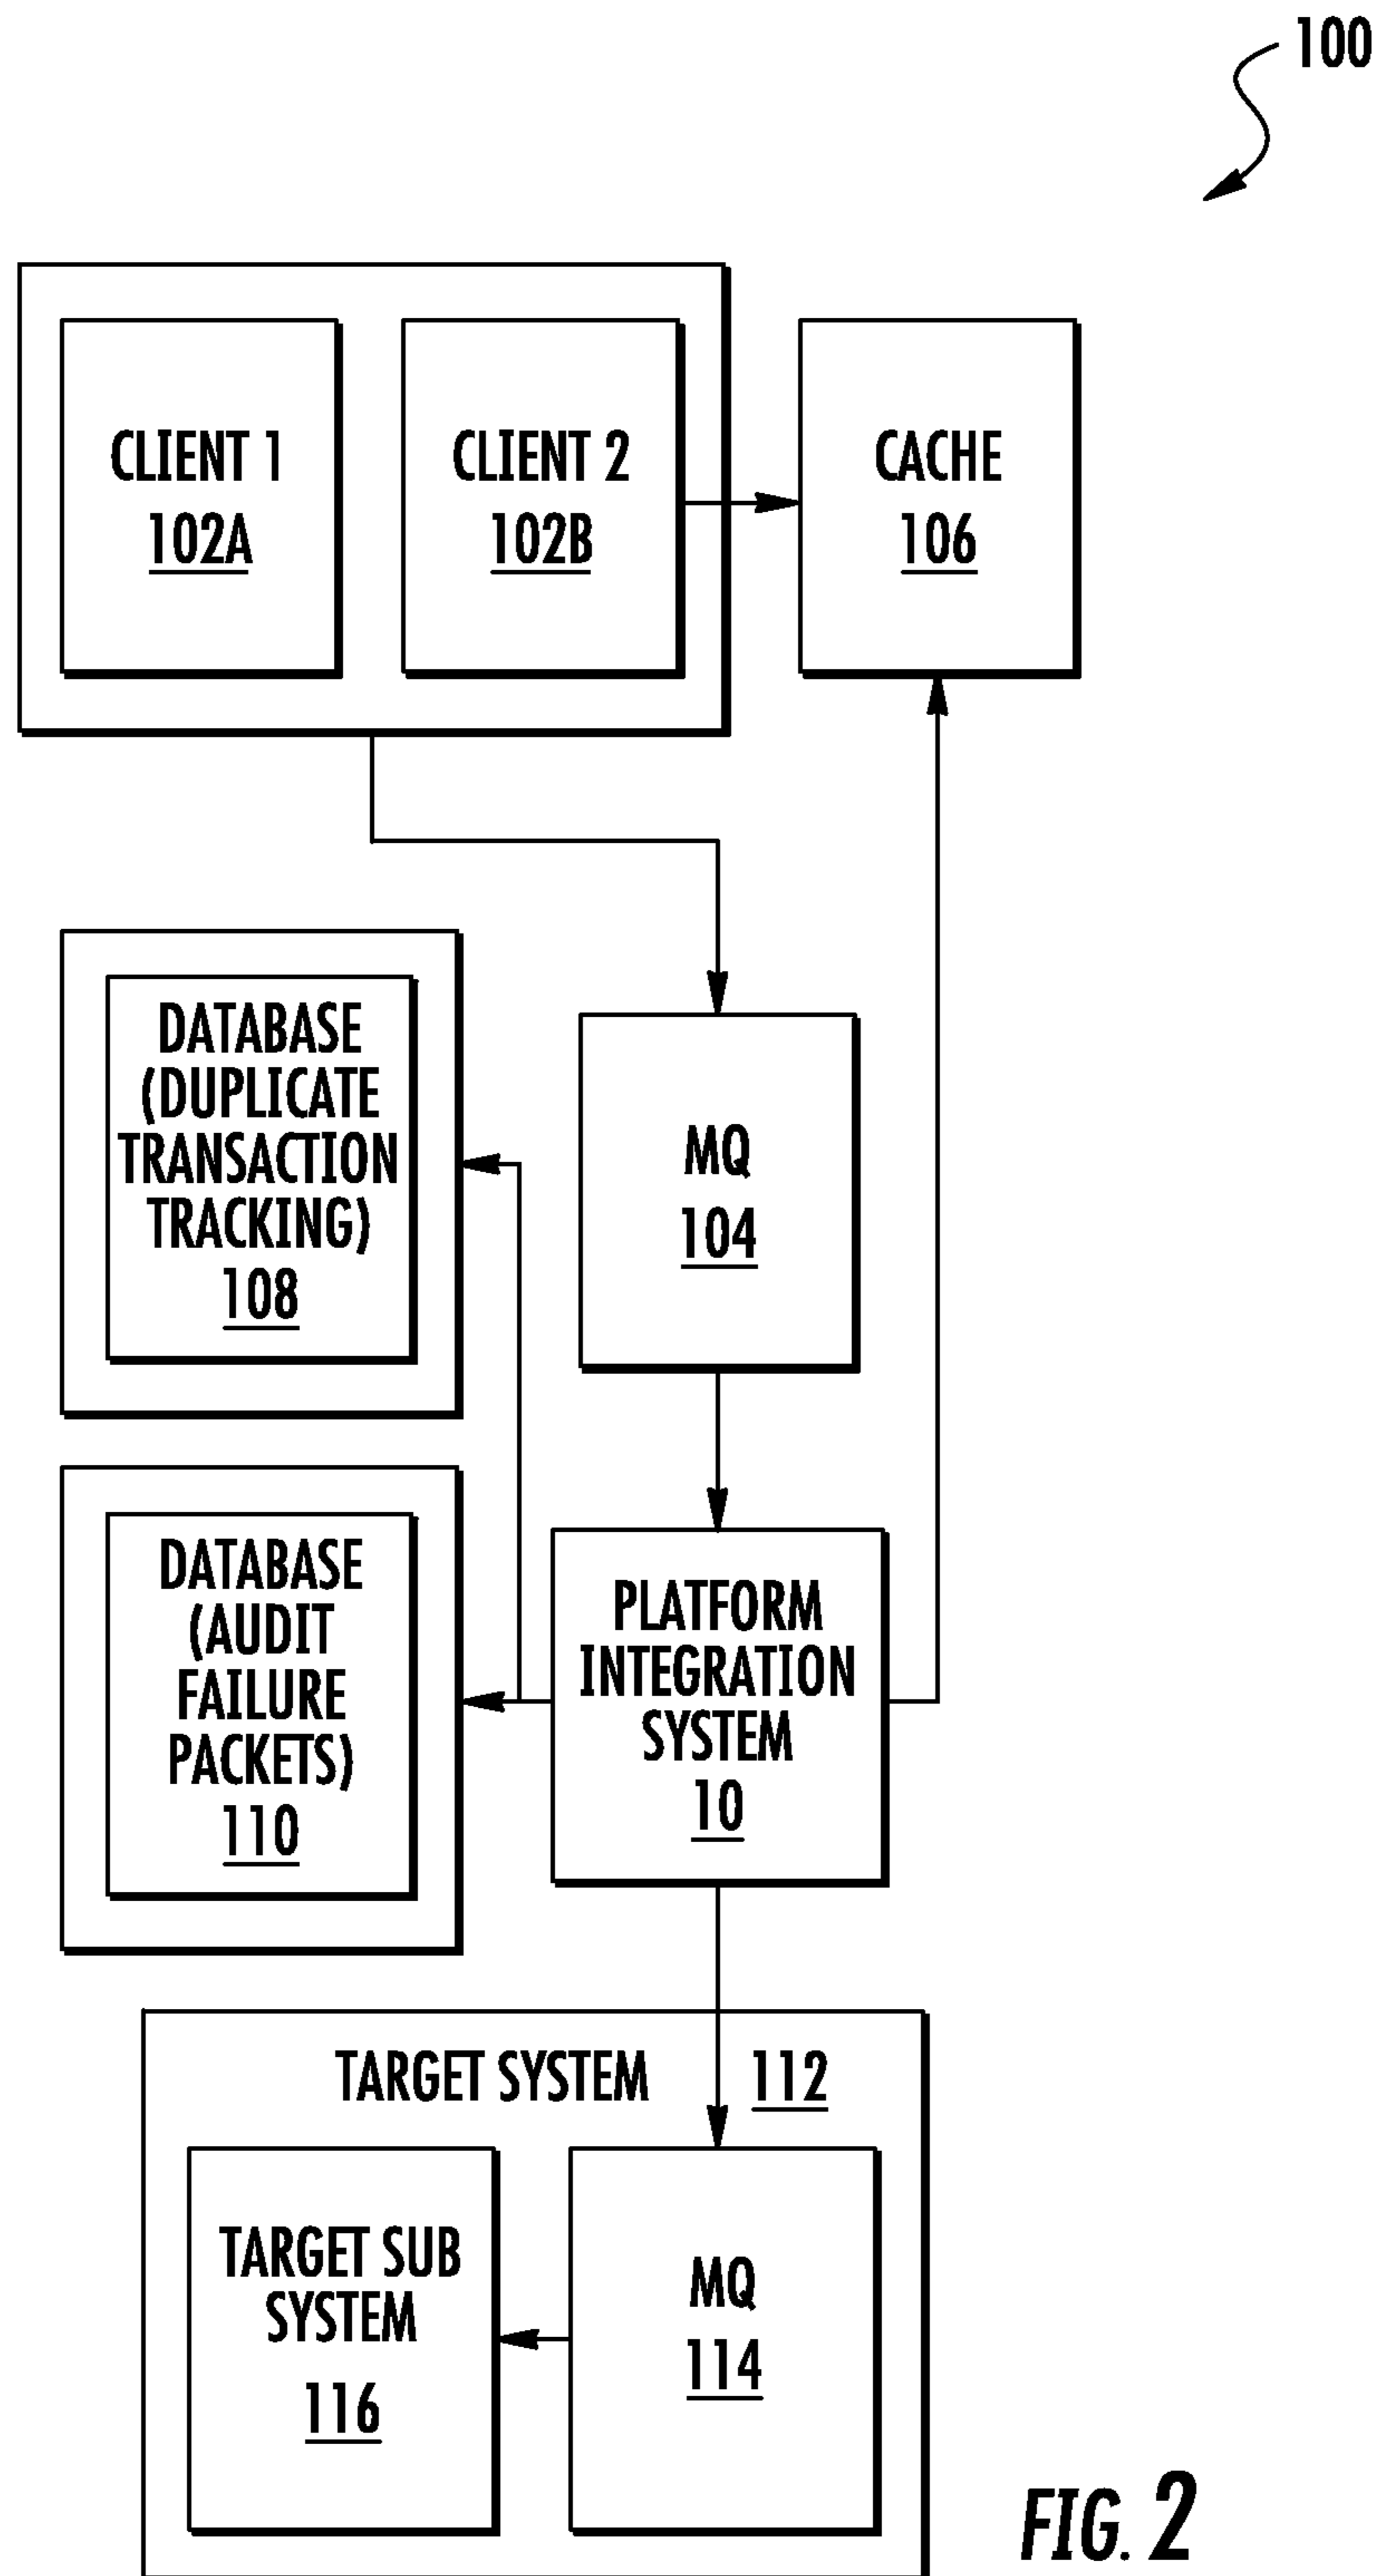 100
CLIENT 1
102A
CLIENT 2
102B
CACHE
106
DATABASE
(DUPLICATE
TRANSACTION
TRACKING)
108
MQ
104
DATABASE
(AUDIT
FAILURE
PACKETS)
110
PLATFORM
INTEGRATION
SYSTEM
10
TARGET SYSTEM 112
TARGET SUB
SYSTEM
116
MQ
114
FIG. 2